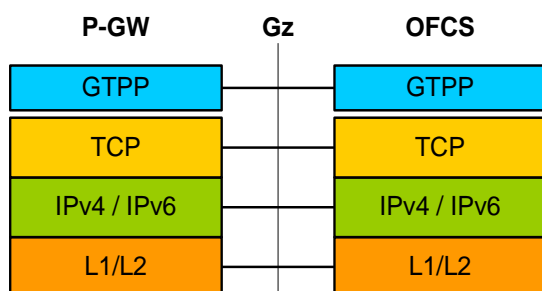 P-GW Gz OFCS
GTPP GTPP
TCP TCP
IPv4 / IPv6 IPv4 / IPv6
L1/L2 L1/L2